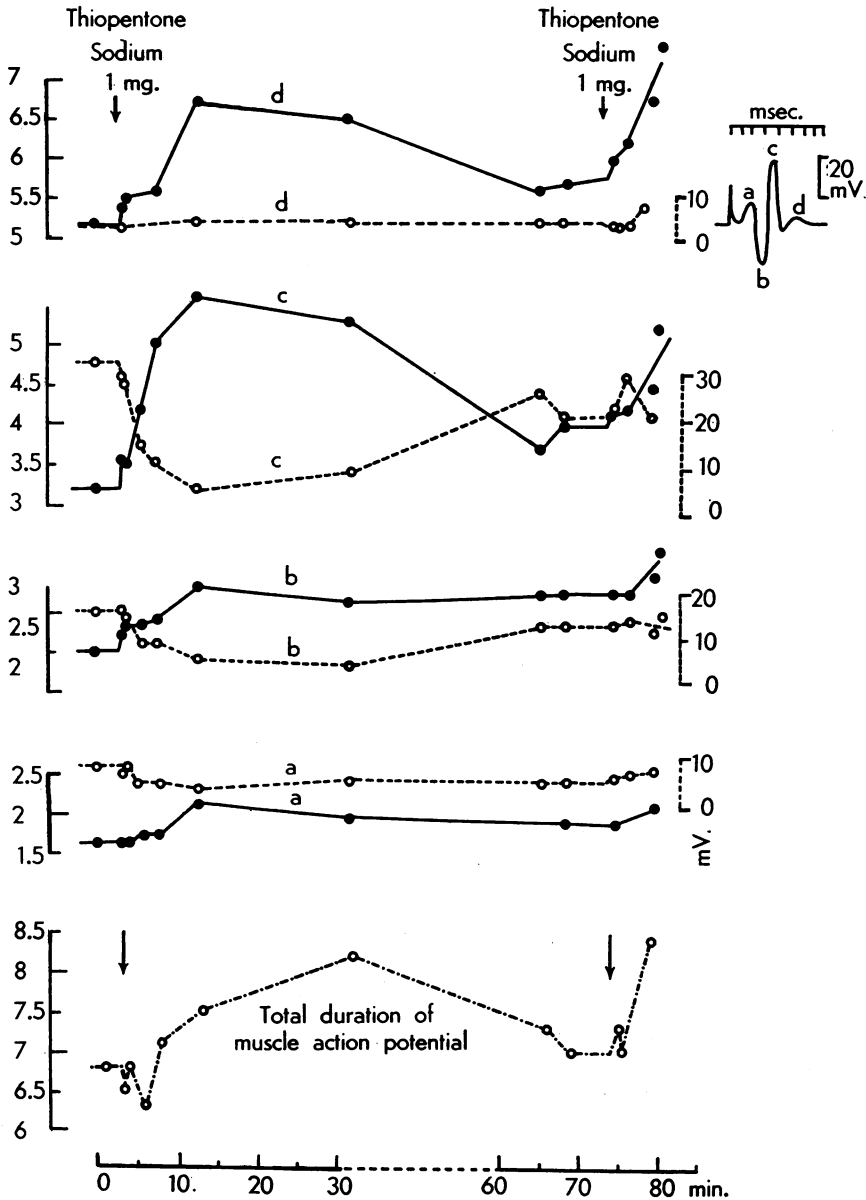 Thiopentone
Sodium
1 mg.
Thiopentone
Sodium
1 mg.
7
6.5
6
5.5
5
d
d
10
0
msec.
c
a
d
b
20
mV.
5
4.5
4
3.5
3
c
c
30
20
10
0
3
2.5
2
b
b
20
10
0
2.5
2
1.5
a
a
10
0
mV.
8.5
8
7.5
7
6.5
6
Total duration of
muscle action potential
0 10. 20 30 60 70 80 min.